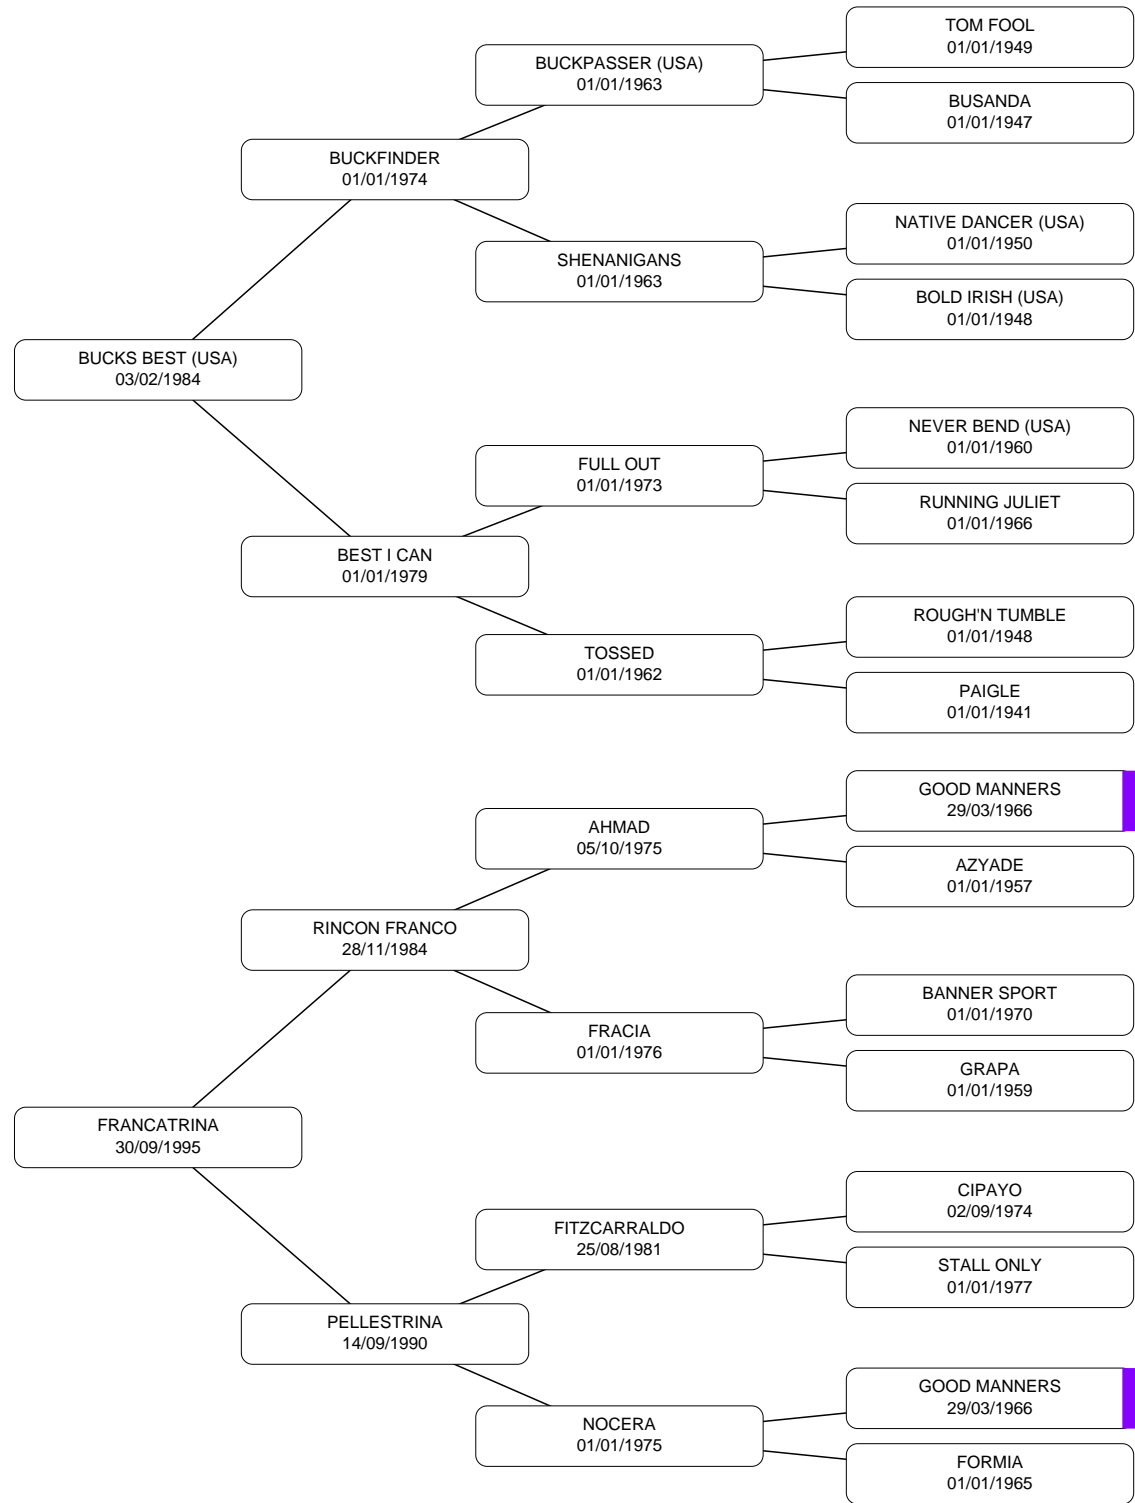 TOM FOOL
01/01/1949
BUCKPASSER (USA)
01/01/1963
BUSANDA
01/01/1947
BUCKFINDER
01/01/1974
NATIVE DANCER (USA)
01/01/1950
SHENANIGANS
01/01/1963
BOLD IRISH (USA)
01/01/1948
BUCKS BEST (USA)
03/02/1984
NEVER BEND (USA)
01/01/1960
FULL OUT
01/01/1973
RUNNING JULIET
01/01/1966
BEST I CAN
01/01/1979
ROUGH'N TUMBLE
01/01/1948
TOSSED
01/01/1962
PAIGLE
01/01/1941
GOOD MANNERS
29/03/1966
AHMAD
05/10/1975
AZYADE
01/01/1957
RINCON FRANCO
28/11/1984
BANNER SPORT
01/01/1970
FRACIA
01/01/1976
GRAPA
01/01/1959
FRANCATRINA
30/09/1995
CIPAYO
02/09/1974
FITZCARRALDO
25/08/1981
STALL ONLY
01/01/1977
PELLESTRINA
14/09/1990
GOOD MANNERS
29/03/1966
NOCERA
01/01/1975
FORMIA
01/01/1965